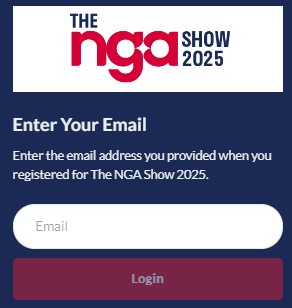 THE
nga SHOW
2025
Enter Your Email
Enter the email address you provided when you
registered for The NGA Show 2025.
Email
Login